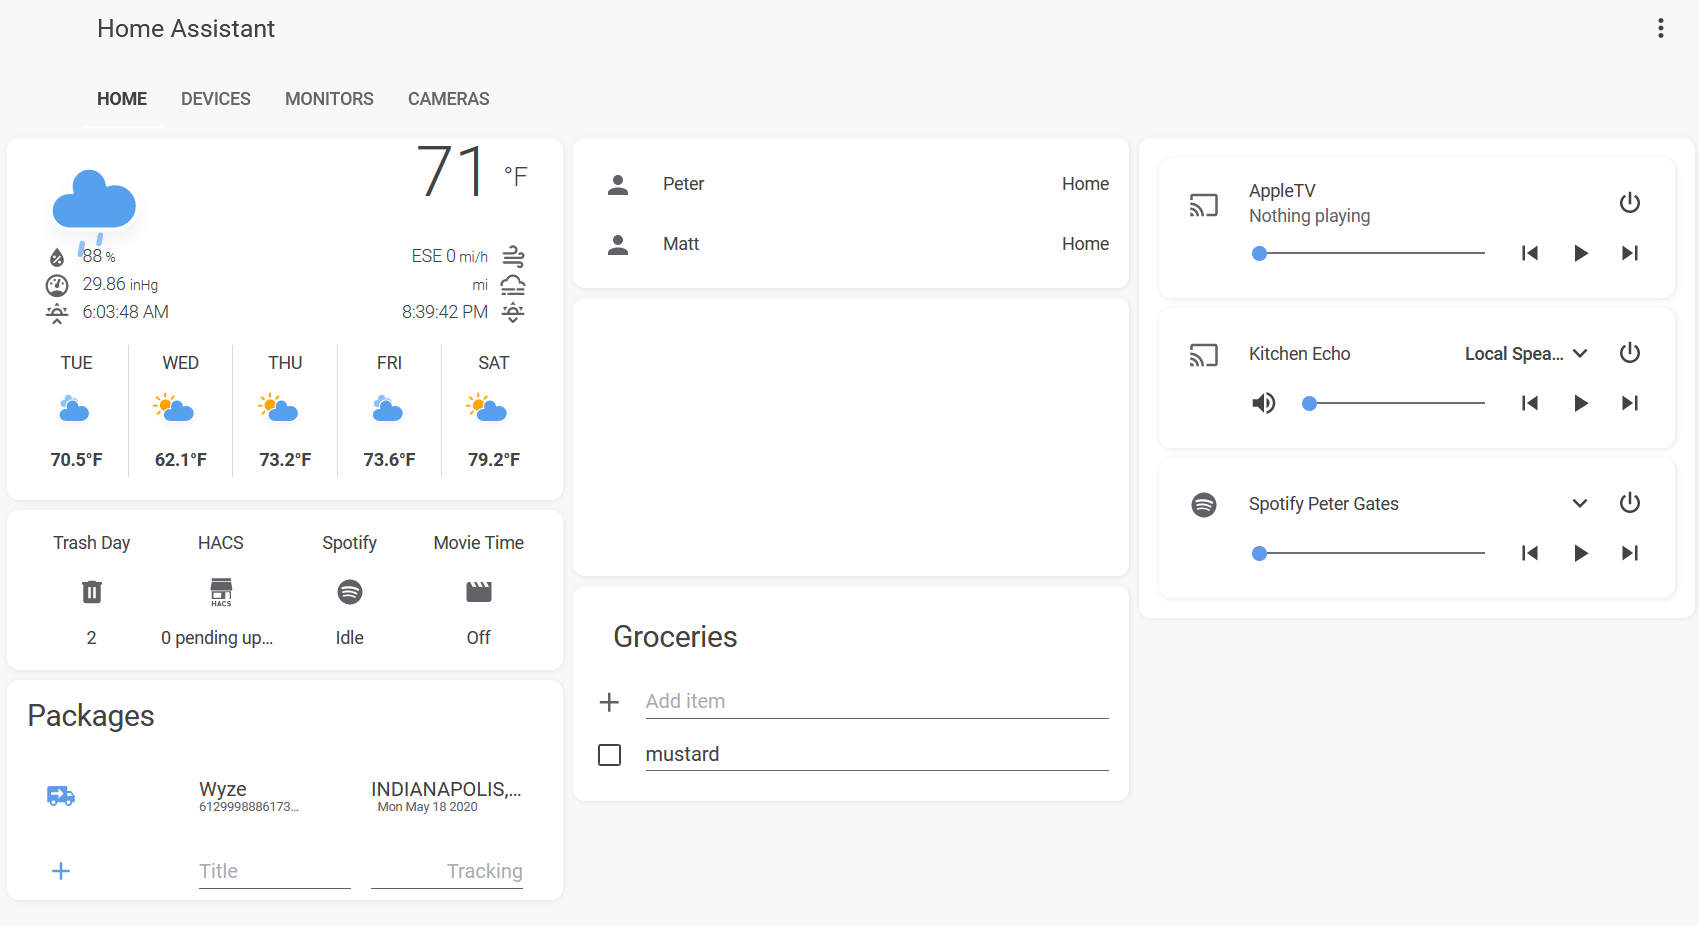 Home Assistant
HOME DEVICES MONITORS CAMERAS
71 °F
88 % ESE 0 mi/h
29.86 inHg mi
6:03:48 AM 8:39:42 PM
TUE WED THU FRI SAT
70.5°F 62.1°F 73.2°F 73.6°F 79.2°F
Trash Day HACS Spotify Movie Time
HACS
2 0 pending up... Idle Off
Packages
Wyze INDIANAPOLIS,...
6129998886173... Mon May 18 2020
Title Tracking
Peter Home
Matt Home
Groceries
Add item
mustard
AppleTV
Nothing playing
Kitchen Echo Local Spea...
Spotify Peter Gates